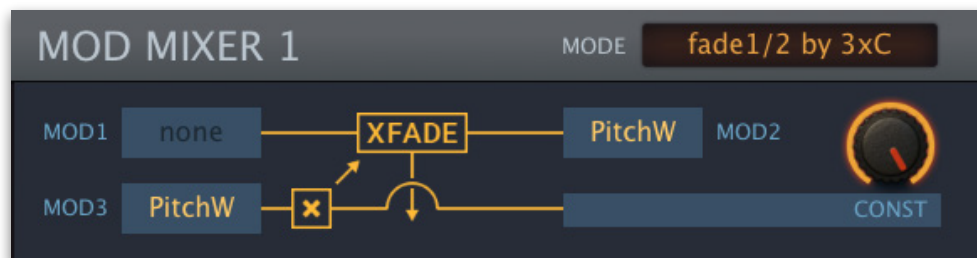 MOD MIXER 1 MODE fade1/2 by 3xC
MOD1 none XFADE PitchW MOD2
MOD3 PitchW × CONST